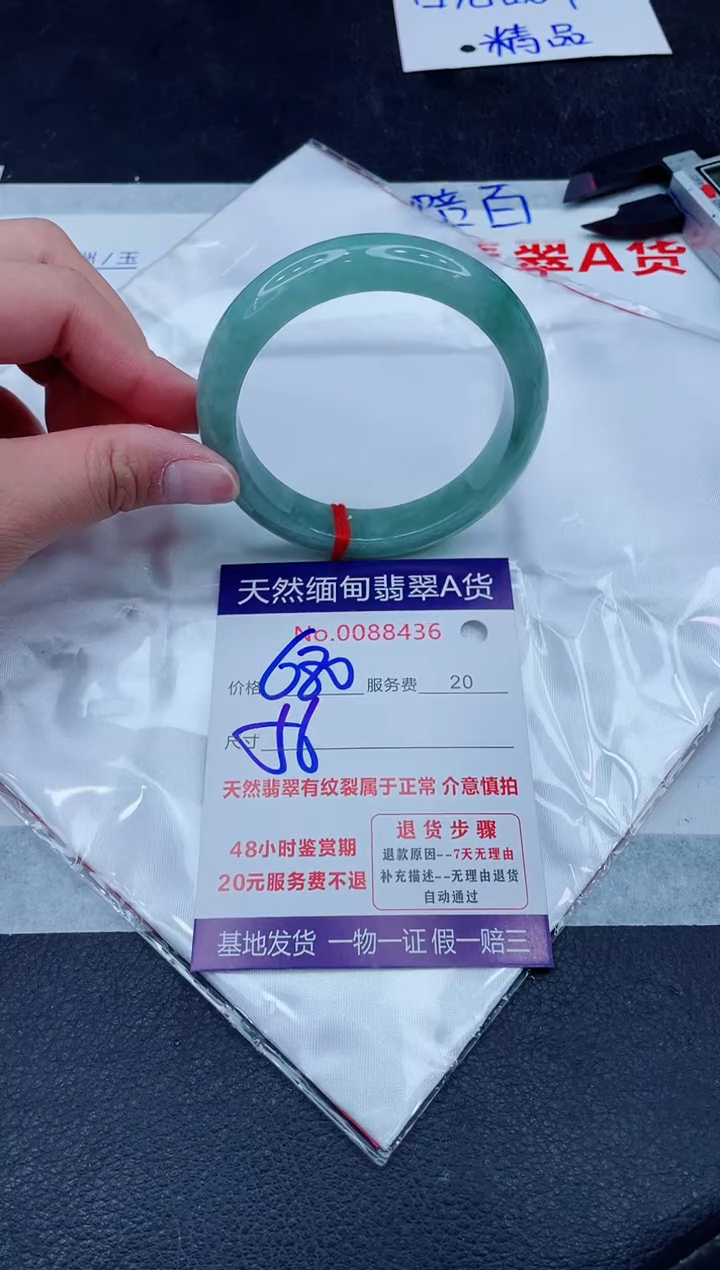 精品
赔百
翡翠A货
天然缅甸翡翠A货
No.0088436
价格 680 服务费 20
尺寸 56
天然翡翠有纹裂属于正常 介意慎拍
48小时鉴赏期
20元服务费不退
退货步骤
退款原因--7天无理由
补充描述--无理由退货
自动通过
基地发货 一物一证 假一赔三